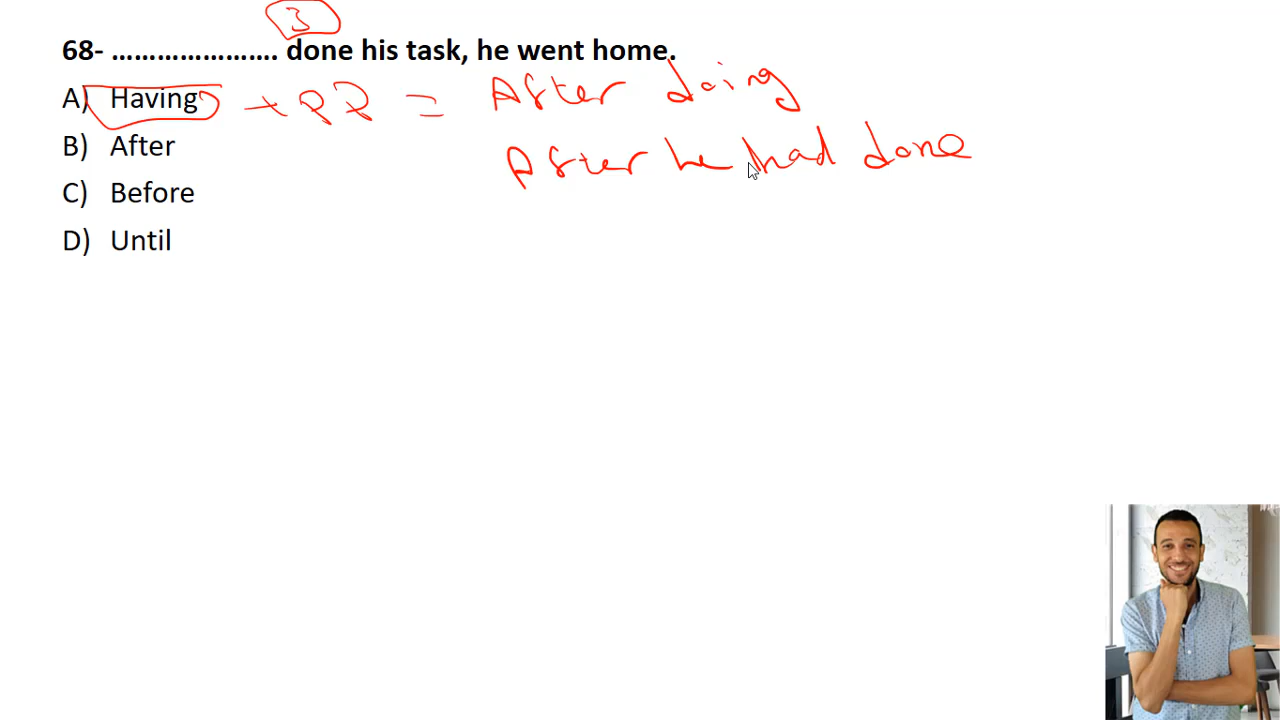 3
68- …………………. done his task, he went home.
A) Having + PP = After doing
B) After
After he had done
C) Before
D) Until